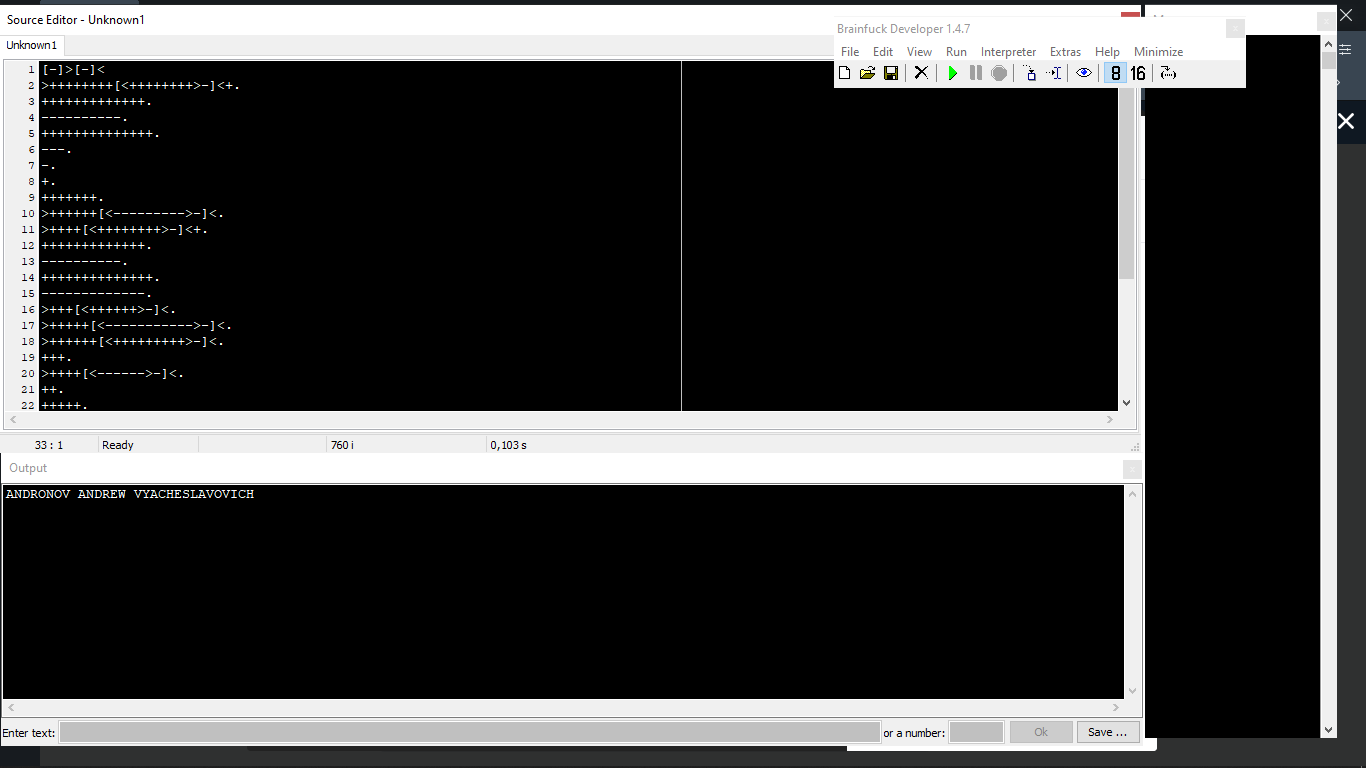 Source Editor - Unknown1
Brainfuck Developer 1.4.7
Unknown1
File Edit View Run Interpreter Extras Help Minimize
8 16
1 [-]>[-]<
2 >++++++++[<++++++++>-]<+.
3 +++++++++++++.
4 ----------.
5 ++++++++++++++.
6 ---.
7 -.
8 +.
9 +++++++.
10 >++++++[<--------->-]<.
11 >++++[<++++++++>-]<+.
12 +++++++++++++.
13 ----------.
14 ++++++++++++++.
15 -------------.
16 >+++[<++++++>-]<.
17 >+++++[<----------->-]<.
18 >++++++[<+++++++++>-]<.
19 +++.
20 >++++[<------>-]<.
21 ++.
22 +++++.
33 : 1 Ready 760 i 0,103 s
Output
ANDRONOV ANDREW VYACHESLAVOVICH
Enter text: or a number: Ok Save ...